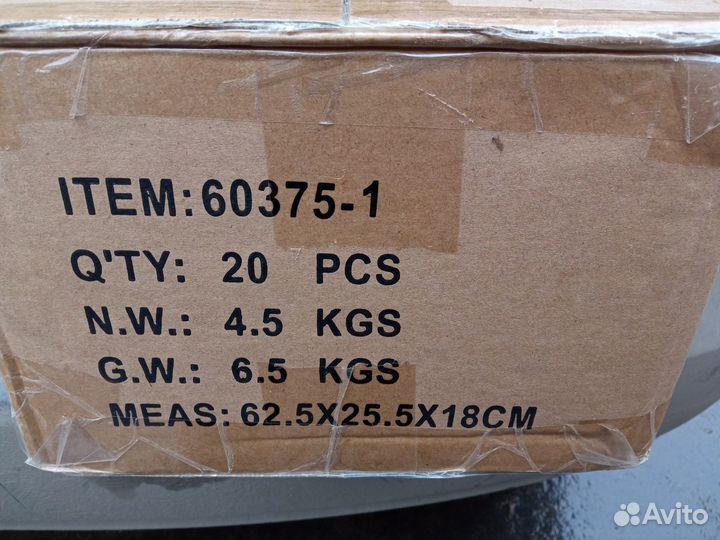 ITEM:60375-1
Q'TY: 20 PCS
N.W.: 4.5 KGS
G.W.: 6.5 KGS
MEAS: 62.5X25.5X18CM
Avito